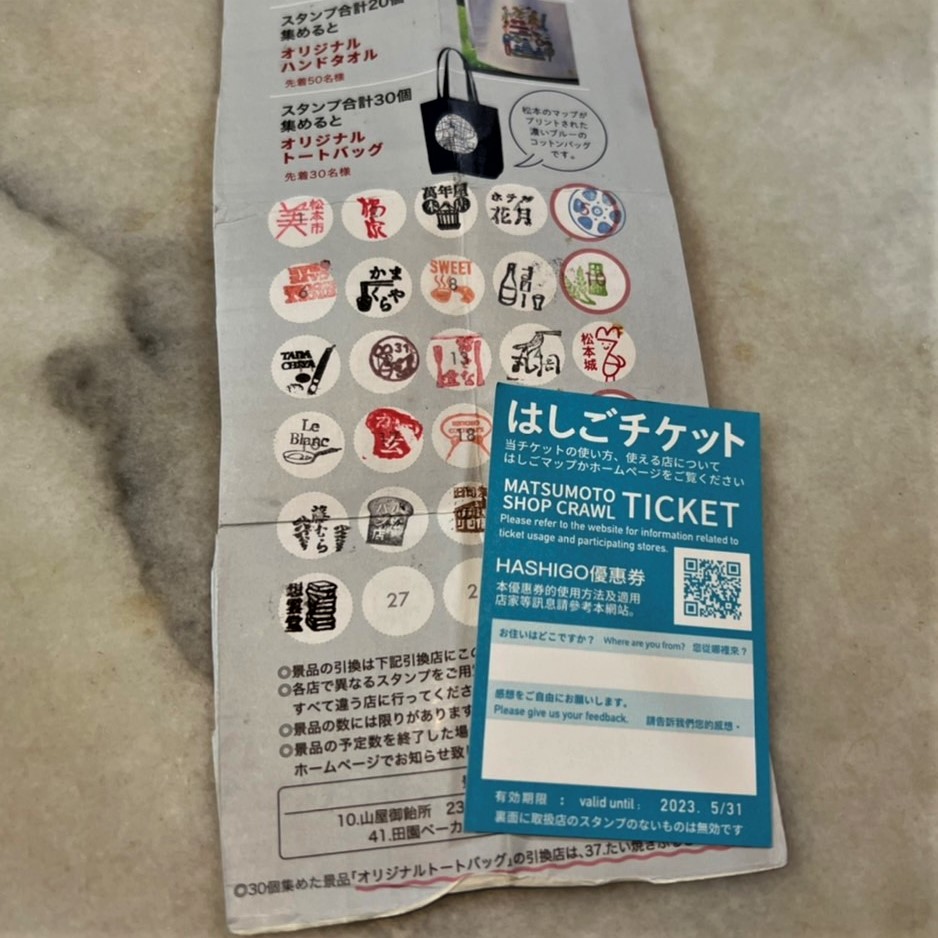 スタンプ合計20個
集めると
オリジナル
ハンドタオル
先着50名様
スタンプ合計30個
集めると
オリジナル
トートバッグ
先着30名様
松本のマップが
プリントされた
濃いブルーの
コットンバッグ
です。
美 松本市
萬年屋
ホテル
花月
5
6
かまくらや
SWEET
8
10
Le
Blanc
31
13
松本城
18
27
2
◎景品の引換は下記引換店にこの
◎各店で異なるスタンプをご用
すべて違う店に行ってくださ
◎景品の数には限りがあります
◎景品の予定数を終了した場
ホームページでお知らせ致
10.山屋御飴所 23
41.田園ベーカ
◎30個集めた景品「オリジナルトートバッグ」の引換店は、37.たい焼き
はしごチケット
当チケットの使い方、使える店について
はしごマップかホームページをご覧ください
MATSUMOTO
SHOP CRAWL TICKET
Please refer to the website for information related to
ticket usage and participating stores.
HASHIGO優惠券
本優惠券的使用方法及適用
店家等訊息請參考本網站。
お住いはどこですか？ Where are you from? 您從哪裡來？
感想をご自由にお願いします。
Please give us your feedback. 請告訴我們您的感想。
有効期限 : valid until : 2023. 5/31
裏面に取扱店のスタンプのないものは無効です